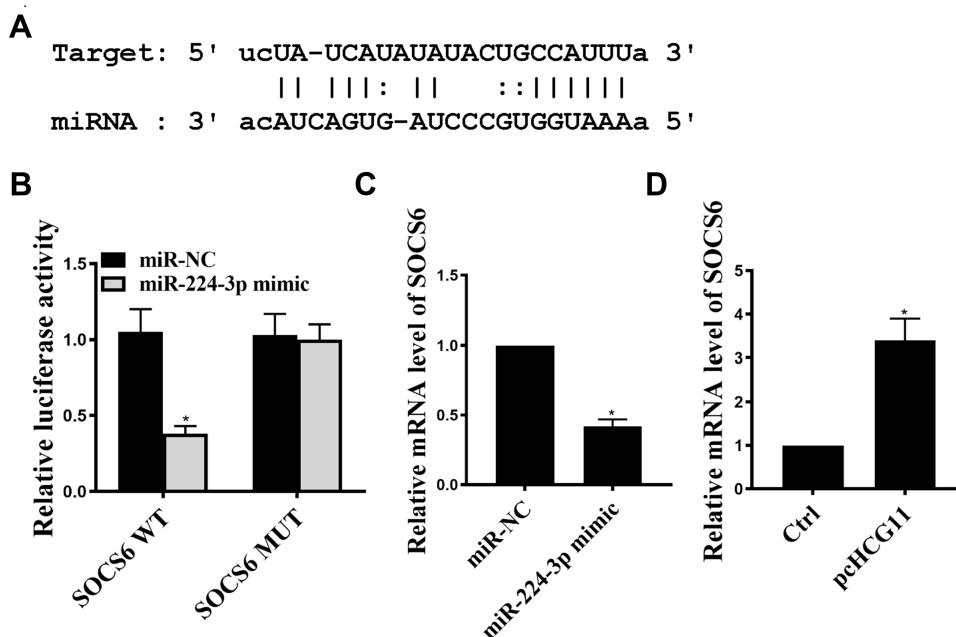 A
Target: 5' ucUA-UCAUAUAUACUGCCAUUUa 3'
|| |||: || ::||||||
miRNA : 3' acAUCAGUG-AUCCCGUGGUAAAa 5'
B
Relative luciferase activity
miR-NC
miR-224-3p mimic
1.5
1.0
0.5
0.0
*
SOCS6 WT
SOCS6 MUT
C
Relative mRNA level of SOCS6
1.5
1.0
0.5
0.0
*
miR-NC
miR-224-3p mimic
D
Relative mRNA level of SOCS6
5
4
3
2
1
0
*
Ctrl
pcHCG11